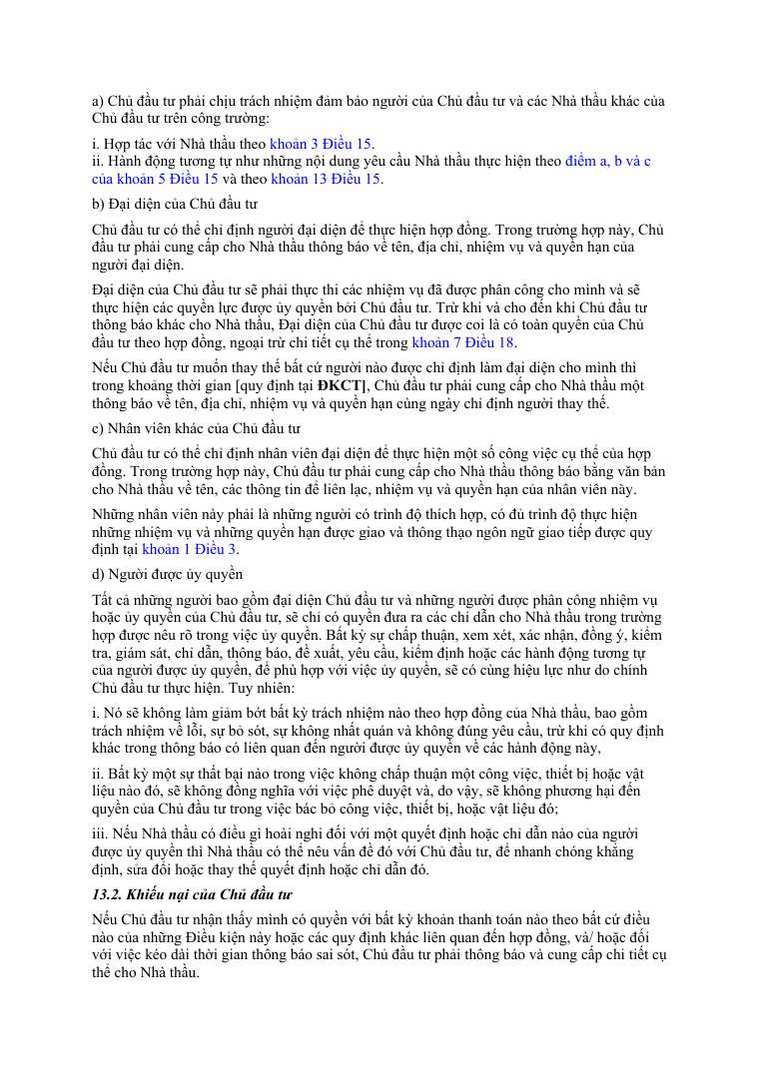 a) Chủ đầu tư phải chịu trách nhiệm đảm bảo người của Chủ đầu tư và các Nhà thầu khác của
Chủ đầu tư trên công trường:
i. Hợp tác với Nhà thầu theo khoản 3 Điều 15.
ii. Hành động tương tự như những nội dung yêu cầu Nhà thầu thực hiện theo điểm a, b và c
của khoản 5 Điều 15 và theo khoản 13 Điều 15.
b) Đại diện của Chủ đầu tư
Chủ đầu tư có thể chỉ định người đại diện để thực hiện hợp đồng. Trong trường hợp này, Chủ
đầu tư phải cung cấp cho Nhà thầu thông báo về tên, địa chỉ, nhiệm vụ và quyền hạn của
người đại diện.
Đại diện của Chủ đầu tư sẽ phải thực thi các nhiệm vụ đã được phân công cho mình và sẽ
thực hiện các quyền lực được ủy quyền bởi Chủ đầu tư. Trừ khi và cho đến khi Chủ đầu tư
thông báo khác cho Nhà thầu, Đại diện của Chủ đầu tư được coi là có toàn quyền của Chủ
đầu tư theo hợp đồng, ngoại trừ chi tiết cụ thể trong khoản 7 Điều 18.
Nếu Chủ đầu tư muốn thay thế bất cứ người nào được chỉ định làm đại diện cho mình thì
trong khoảng thời gian [quy định tại ĐKCT], Chủ đầu tư phải cung cấp cho Nhà thầu một
thông báo về tên, địa chỉ, nhiệm vụ và quyền hạn cùng ngày chỉ định người thay thế.
c) Nhân viên khác của Chủ đầu tư
Chủ đầu tư có thể chỉ định nhân viên đại diện để thực hiện một số công việc cụ thể của hợp
đồng. Trong trường hợp này, Chủ đầu tư phải cung cấp cho Nhà thầu thông báo bằng văn bản
cho Nhà thầu về tên, các thông tin để liên lạc, nhiệm vụ và quyền hạn của nhân viên này.
Những nhân viên này phải là những người có trình độ thích hợp, có đủ trình độ thực hiện
những nhiệm vụ và những quyền hạn được giao và thông thạo ngôn ngữ giao tiếp được quy
định tại khoản 1 Điều 3.
d) Người được ủy quyền
Tất cả những người bao gồm đại diện Chủ đầu tư và những người được phân công nhiệm vụ
hoặc ủy quyền của Chủ đầu tư, sẽ chỉ có quyền đưa ra các chỉ dẫn cho Nhà thầu trong trường
hợp được nêu rõ trong việc ủy quyền. Bất kỳ sự chấp thuận, xem xét, xác nhận, đồng ý, kiểm
tra, giám sát, chỉ dẫn, thông báo, đề xuất, yêu cầu, kiểm định hoặc các hành động tương tự
của người được ủy quyền, để phù hợp với việc ủy quyền, sẽ có cùng hiệu lực như do chính
Chủ đầu tư thực hiện. Tuy nhiên:
i. Nó sẽ không làm giảm bớt bất kỳ trách nhiệm nào theo hợp đồng của Nhà thầu, bao gồm
trách nhiệm về lỗi, sự bỏ sót, sự không nhất quán và không đúng yêu cầu, trừ khi có quy định
khác trong thông báo có liên quan đến người được ủy quyền về các hành động này,
ii. Bất kỳ một sự thất bại nào trong việc không chấp thuận một công việc, thiết bị hoặc vật
liệu nào đó, sẽ không đồng nghĩa với việc phê duyệt và, do vậy, sẽ không phương hại đến
quyền của Chủ đầu tư trong việc bác bỏ công việc, thiết bị, hoặc vật liệu đó;
iii. Nếu Nhà thầu có điều gì hoài nghi đối với một quyết định hoặc chỉ dẫn nào của người
được ủy quyền thì Nhà thầu có thể nêu vấn đề đó với Chủ đầu tư, để nhanh chóng khẳng
định, sửa đổi hoặc thay thế quyết định hoặc chỉ dẫn đó.
13.2. Khiếu nại của Chủ đầu tư
Nếu Chủ đầu tư nhận thấy mình có quyền với bất kỳ khoản thanh toán nào theo bất cứ điều
nào của những Điều kiện này hoặc các quy định khác liên quan đến hợp đồng, và/ hoặc đối
với việc kéo dài thời gian thông báo sai sót, Chủ đầu tư phải thông báo và cung cấp chi tiết cụ
thể cho Nhà thầu.